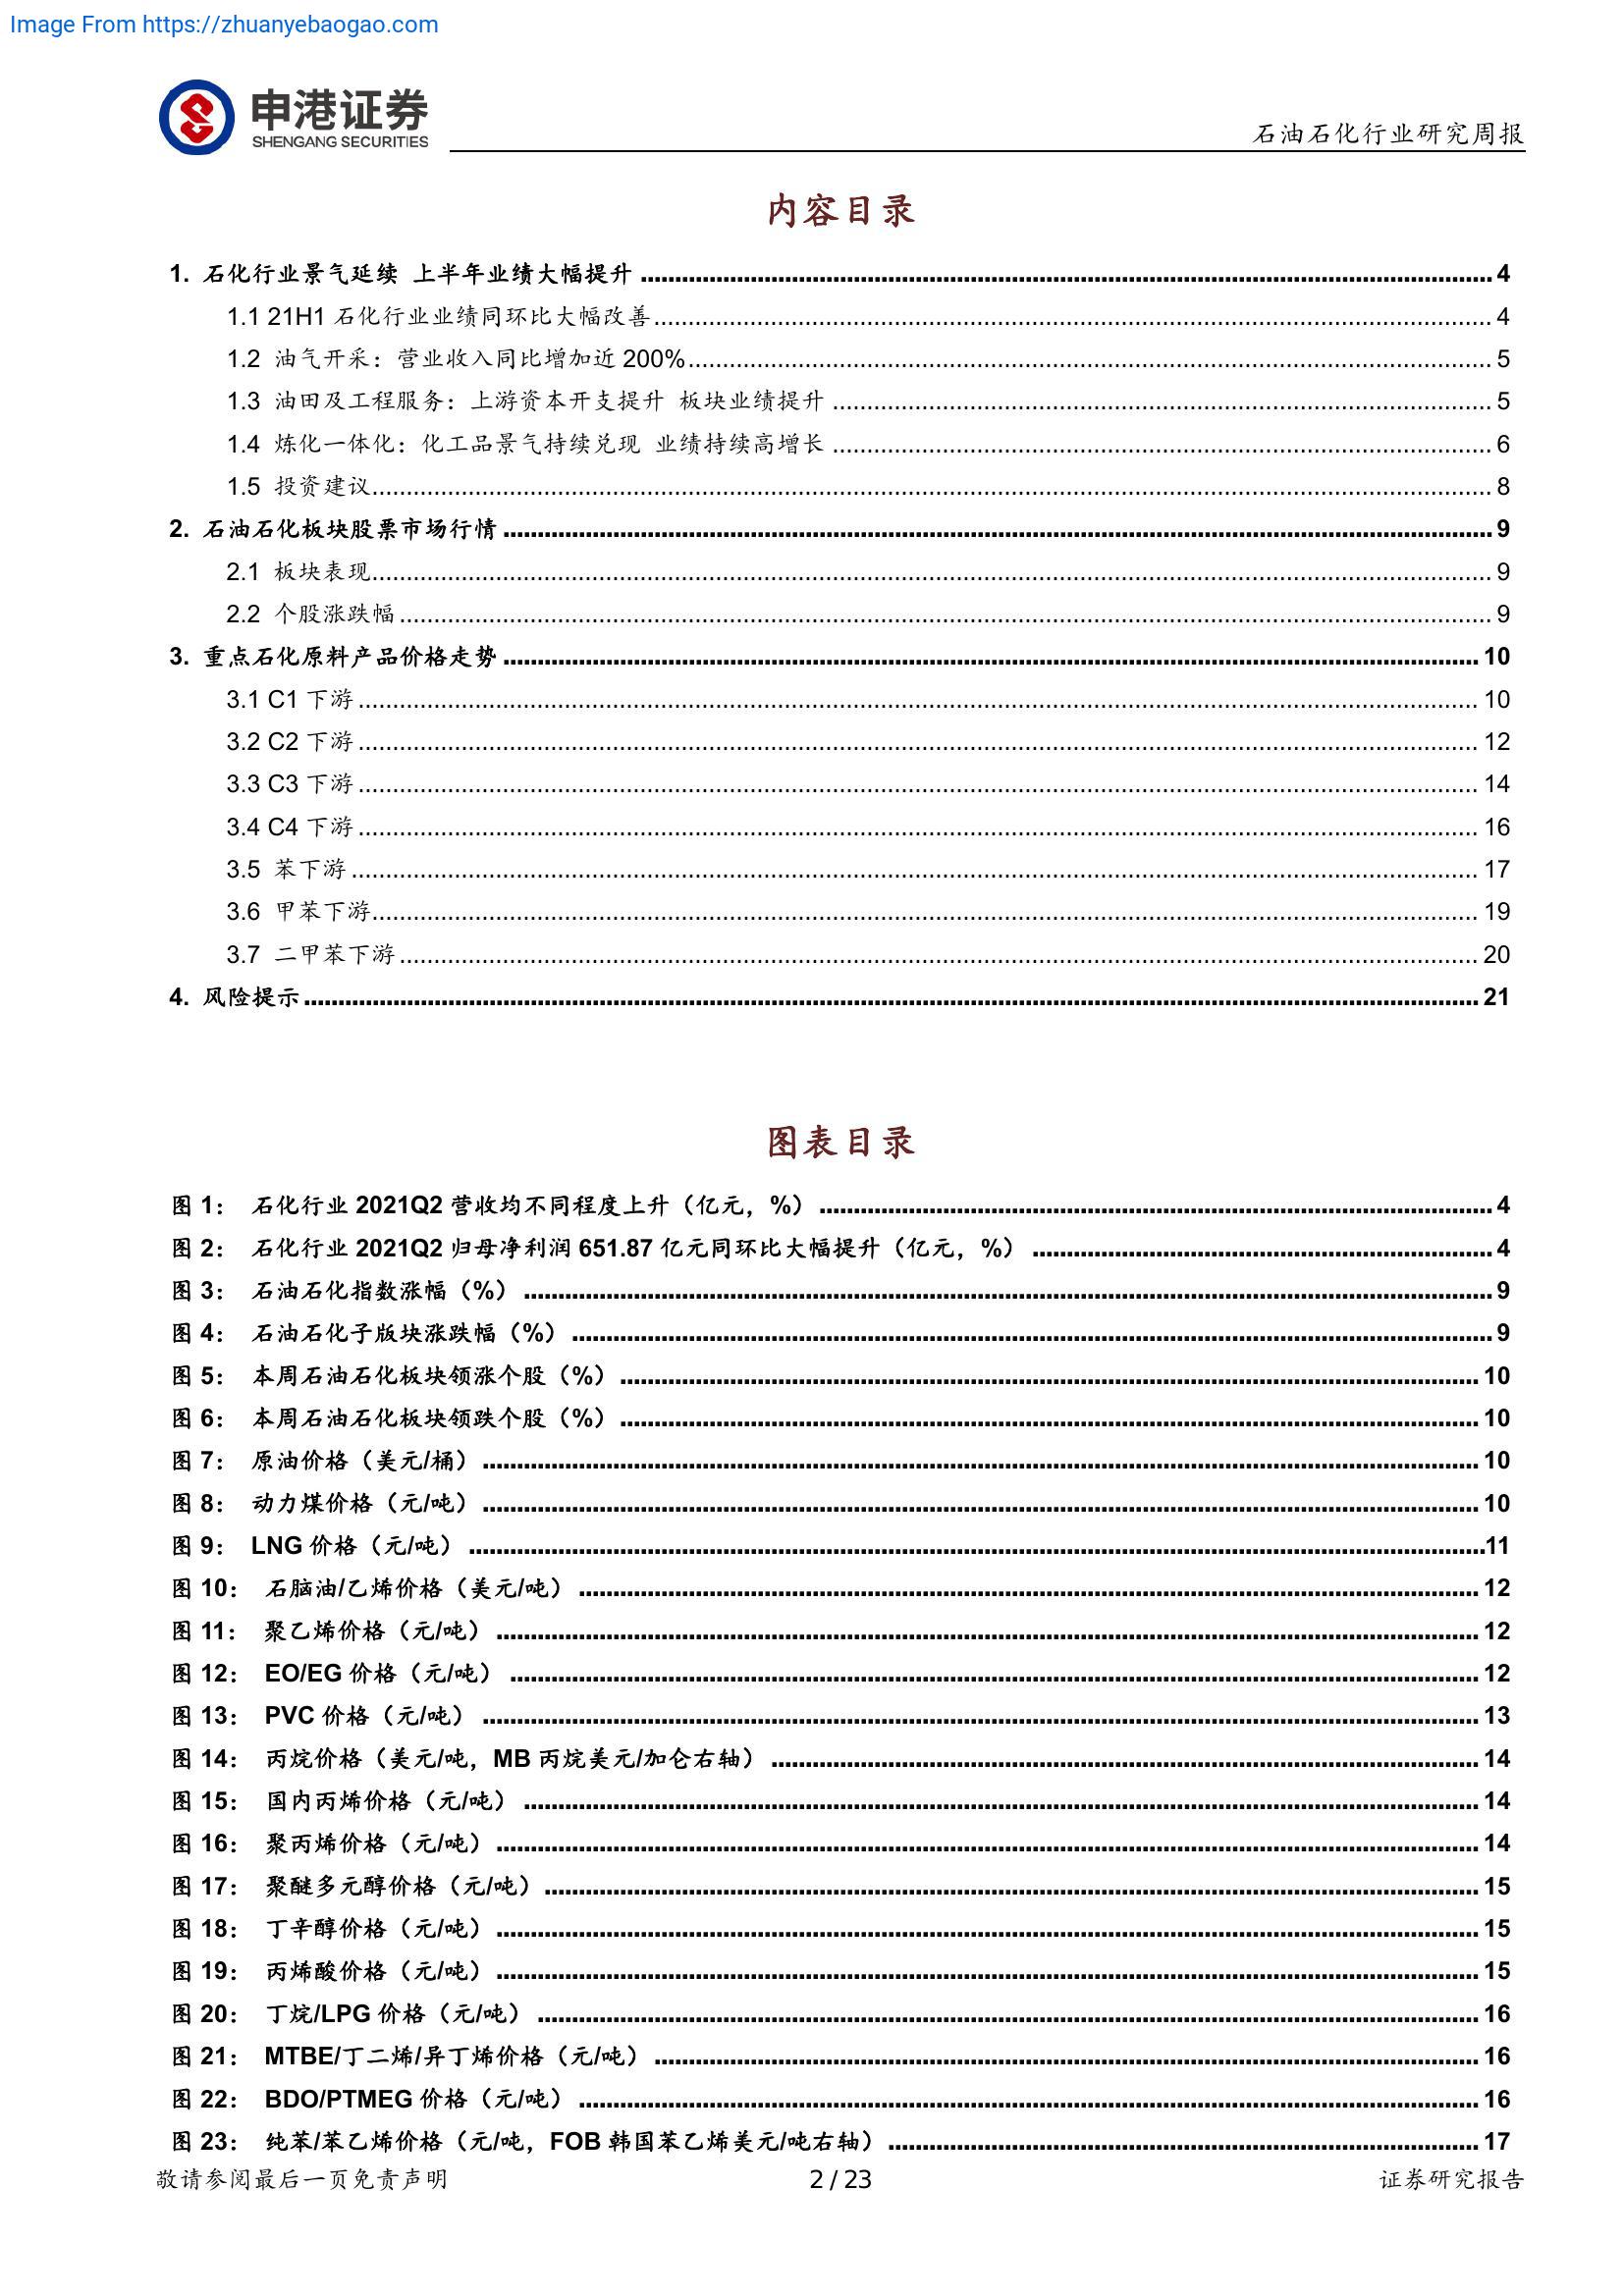 Image From https://zhuanyebaogao.com
申港证券
SHENGANG SECURITIES
石油石化行业研究周报
内容目录
1. 石化行业景气延续 上半年业绩大幅提升 4
1.1 21H1 石化行业业绩同环比大幅改善 4
1.2 油气开采：营业收入同比增加近 200% 5
1.3 油田及工程服务：上游资本开支提升 板块业绩提升 5
1.4 炼化一体化：化工品景气持续兑现 业绩持续高增长 6
1.5 投资建议 8
2. 石油石化板块股票市场行情 9
2.1 板块表现 9
2.2 个股涨跌幅 9
3. 重点石化原料产品价格走势 10
3.1 C1 下游 10
3.2 C2 下游 12
3.3 C3 下游 14
3.4 C4 下游 16
3.5 苯下游 17
3.6 甲苯下游 19
3.7 二甲苯下游 20
4. 风险提示 21
图表目录
图 1： 石化行业 2021Q2 营收均不同程度上升（亿元，%） 4
图 2： 石化行业 2021Q2 归母净利润 651.87 亿元同环比大幅提升（亿元，%） 4
图 3： 石油石化指数涨幅（%） 9
图 4： 石油石化子版块涨跌幅（%） 9
图 5： 本周石油石化板块领涨个股（%） 10
图 6： 本周石油石化板块领跌个股（%） 10
图 7： 原油价格（美元/桶） 10
图 8： 动力煤价格（元/吨） 10
图 9： LNG 价格（元/吨） 11
图 10： 石脑油/乙烯价格（美元/吨） 12
图 11： 聚乙烯价格（元/吨） 12
图 12： EO/EG 价格（元/吨） 12
图 13： PVC 价格（元/吨） 13
图 14： 丙烷价格（美元/吨，MB 丙烷美元/加仑右轴） 14
图 15： 国内丙烯价格（元/吨） 14
图 16： 聚丙烯价格（元/吨） 14
图 17： 聚醚多元醇价格（元/吨） 15
图 18： 丁辛醇价格（元/吨） 15
图 19： 丙烯酸价格（元/吨） 15
图 20： 丁烷/LPG 价格（元/吨） 16
图 21： MTBE/丁二烯/异丁烯价格（元/吨） 16
图 22： BDO/PTMEG 价格（元/吨） 16
图 23： 纯苯/苯乙烯价格（元/吨，FOB 韩国苯乙烯美元/吨右轴） 17
敬请参阅最后一页免责声明 2 / 23 证券研究报告